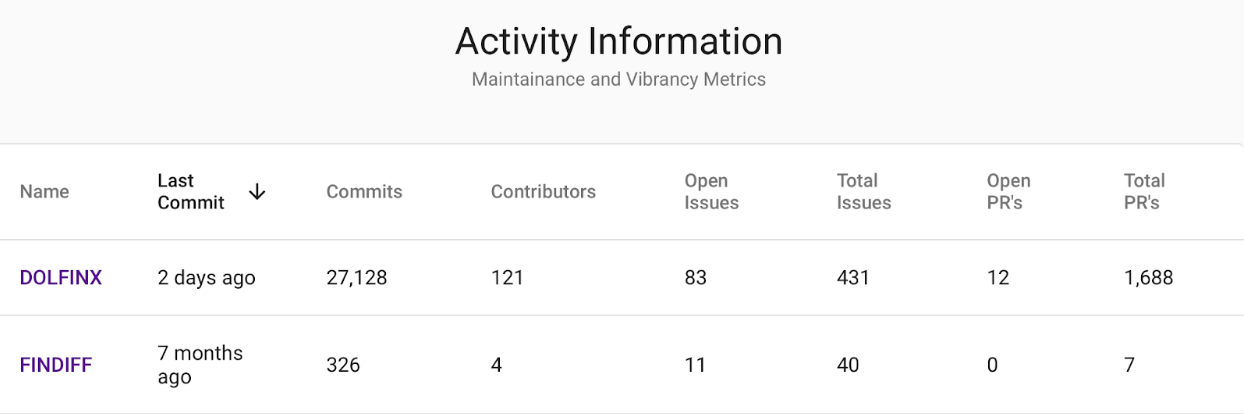 Activity Information
Maintainance and Vibrancy Metrics
Name Last Commit ↓ Commits Contributors Open Issues Total Issues Open PR's Total PR's
DOLFINX 2 days ago 27,128 121 83 431 12 1,688
FINDIFF 7 months ago 326 4 11 40 0 7